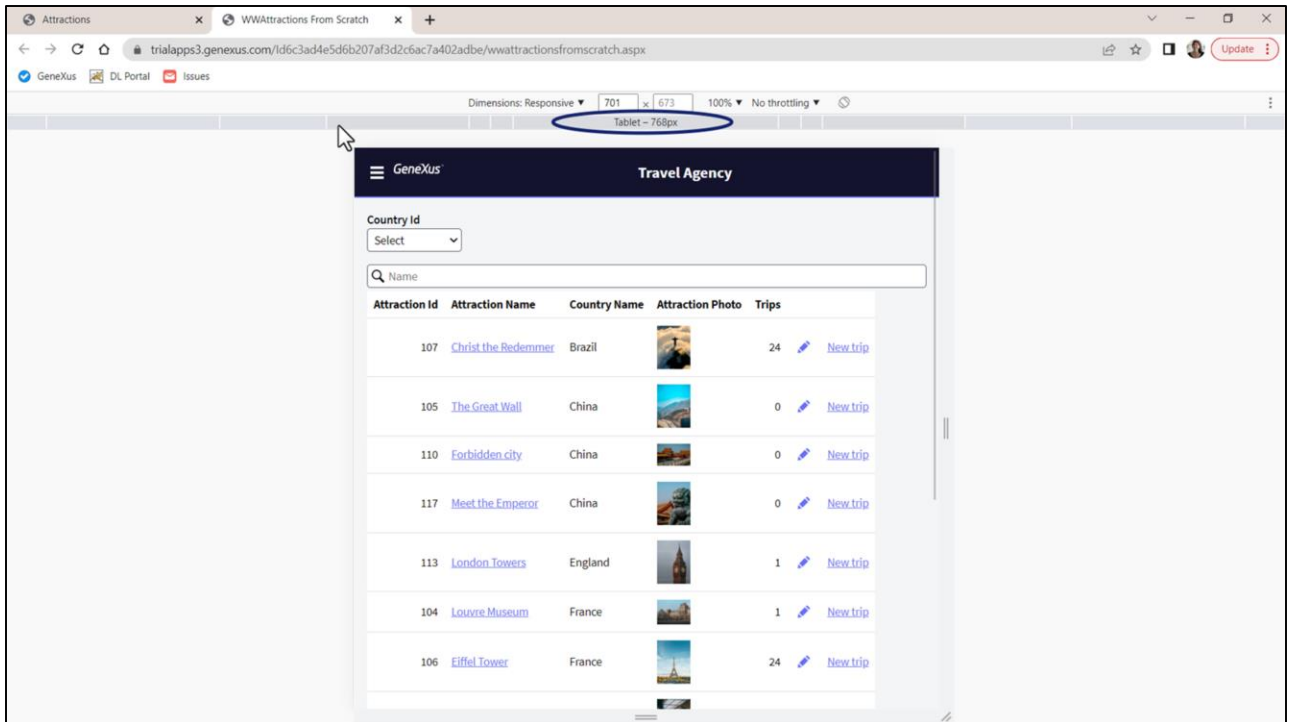 Attractions
WWAttractions From Scratch
trialapps3.genexus.com/Id6c3ad4e5d6b207af3d2c6ac7a402adbe/wwattractionsfromscratch.aspx
Update
GeneXus DL Portal Issues
Dimensions: Responsive ▼ 701 x 673 100% ▼ No throttling ▼
Tablet – 768px
GeneXus Travel Agency
Country Id
Select
Name
Attraction Id Attraction Name Country Name Attraction Photo Trips
107 Christ the Redemmer Brazil 24 New trip
105 The Great Wall China 0 New trip
110 Forbidden city China 0 New trip
117 Meet the Emperor China 0 New trip
113 London Towers England 1 New trip
104 Louvre Museum France 1 New trip
106 Eiffel Tower France 24 New trip